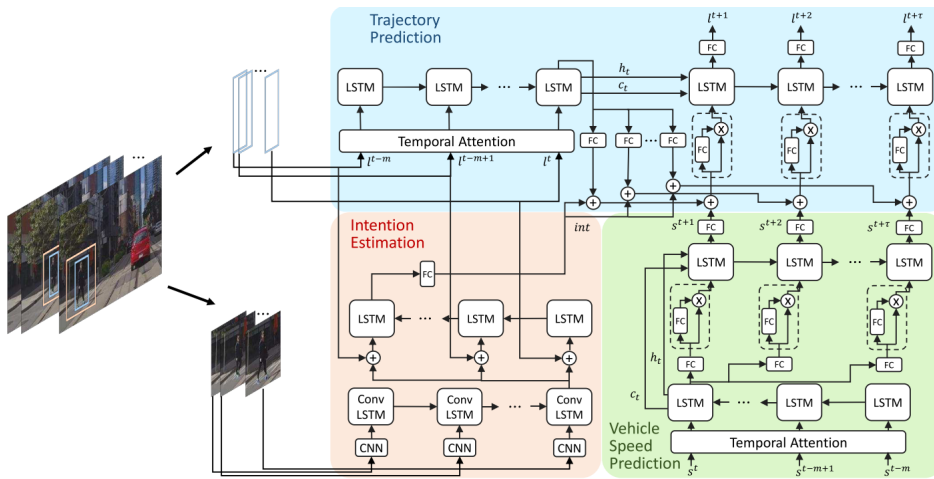 Trajectory
Prediction
l^{t+1} l^{t+2} l^{t+τ}
FC FC FC
LSTM LSTM ... LSTM h_t c_t LSTM LSTM ... LSTM
FC FC ... FC FC X FC X FC X
Temporal Attention
l^{t-m} l^{t-m+1} l^t
...
...
+ + + + + +
int s^{t+1} s^{t+2} s^{t+τ}
Intention
Estimation
FC FC FC
FC
LSTM LSTM ... LSTM
LSTM ... LSTM LSTM
FC X FC X FC X
+ + +
h_t
FC FC FC
c_t
Conv LSTM Conv LSTM ... Conv LSTM
LSTM ... LSTM LSTM
CNN CNN CNN
...
Vehicle
Speed
Prediction
Temporal Attention
s^t s^{t-m+1} s^{t-m}